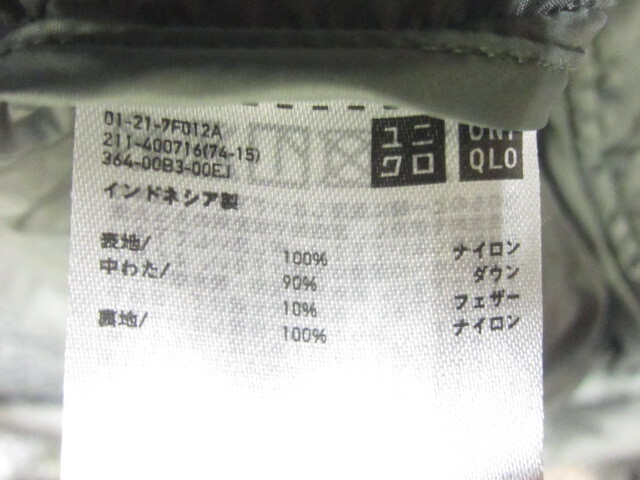 01-21-7F012A
211-400716(74-15)
364-00B3-00EJ
ユニ
クロ
UNI
QLO
インドネシア製
表地/ 100% ナイロン
中わた/ 90% ダウン
10% フェザー
裏地/ 100% ナイロン